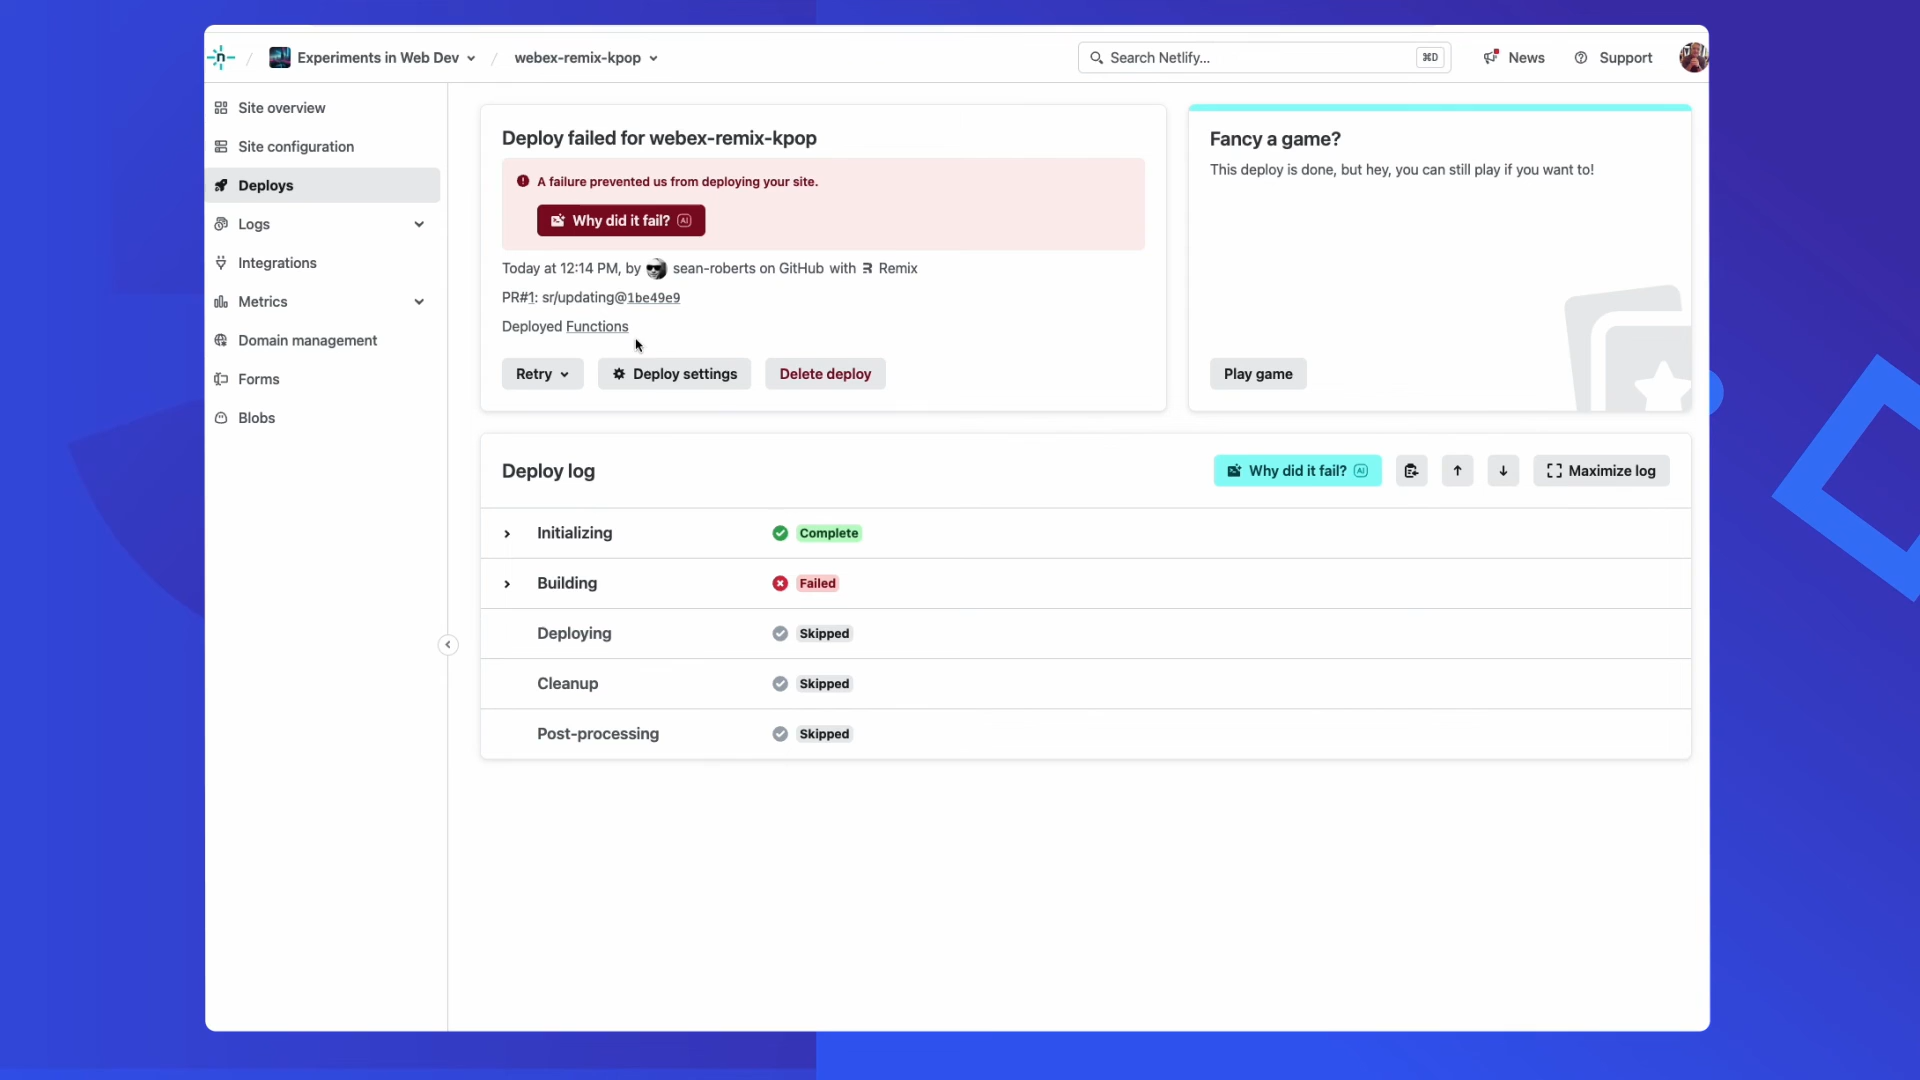 n / Experiments in Web Dev / webex-remix-kpop
Search Netlify... ⌘D
News
Support
Site overview
Site configuration
Deploys
Logs
Integrations
Metrics
Domain management
Forms
Blobs
Deploy failed for webex-remix-kpop
A failure prevented us from deploying your site.
Why did it fail? AI
Today at 12:14 PM, by sean-roberts on GitHub with Remix
PR#1: sr/updating@1be49e9
Deployed Functions
Retry
Deploy settings
Delete deploy
Fancy a game?
This deploy is done, but hey, you can still play if you want to!
Play game
Deploy log
Why did it fail? AI
Maximize log
Initializing Complete
Building Failed
Deploying Skipped
Cleanup Skipped
Post-processing Skipped